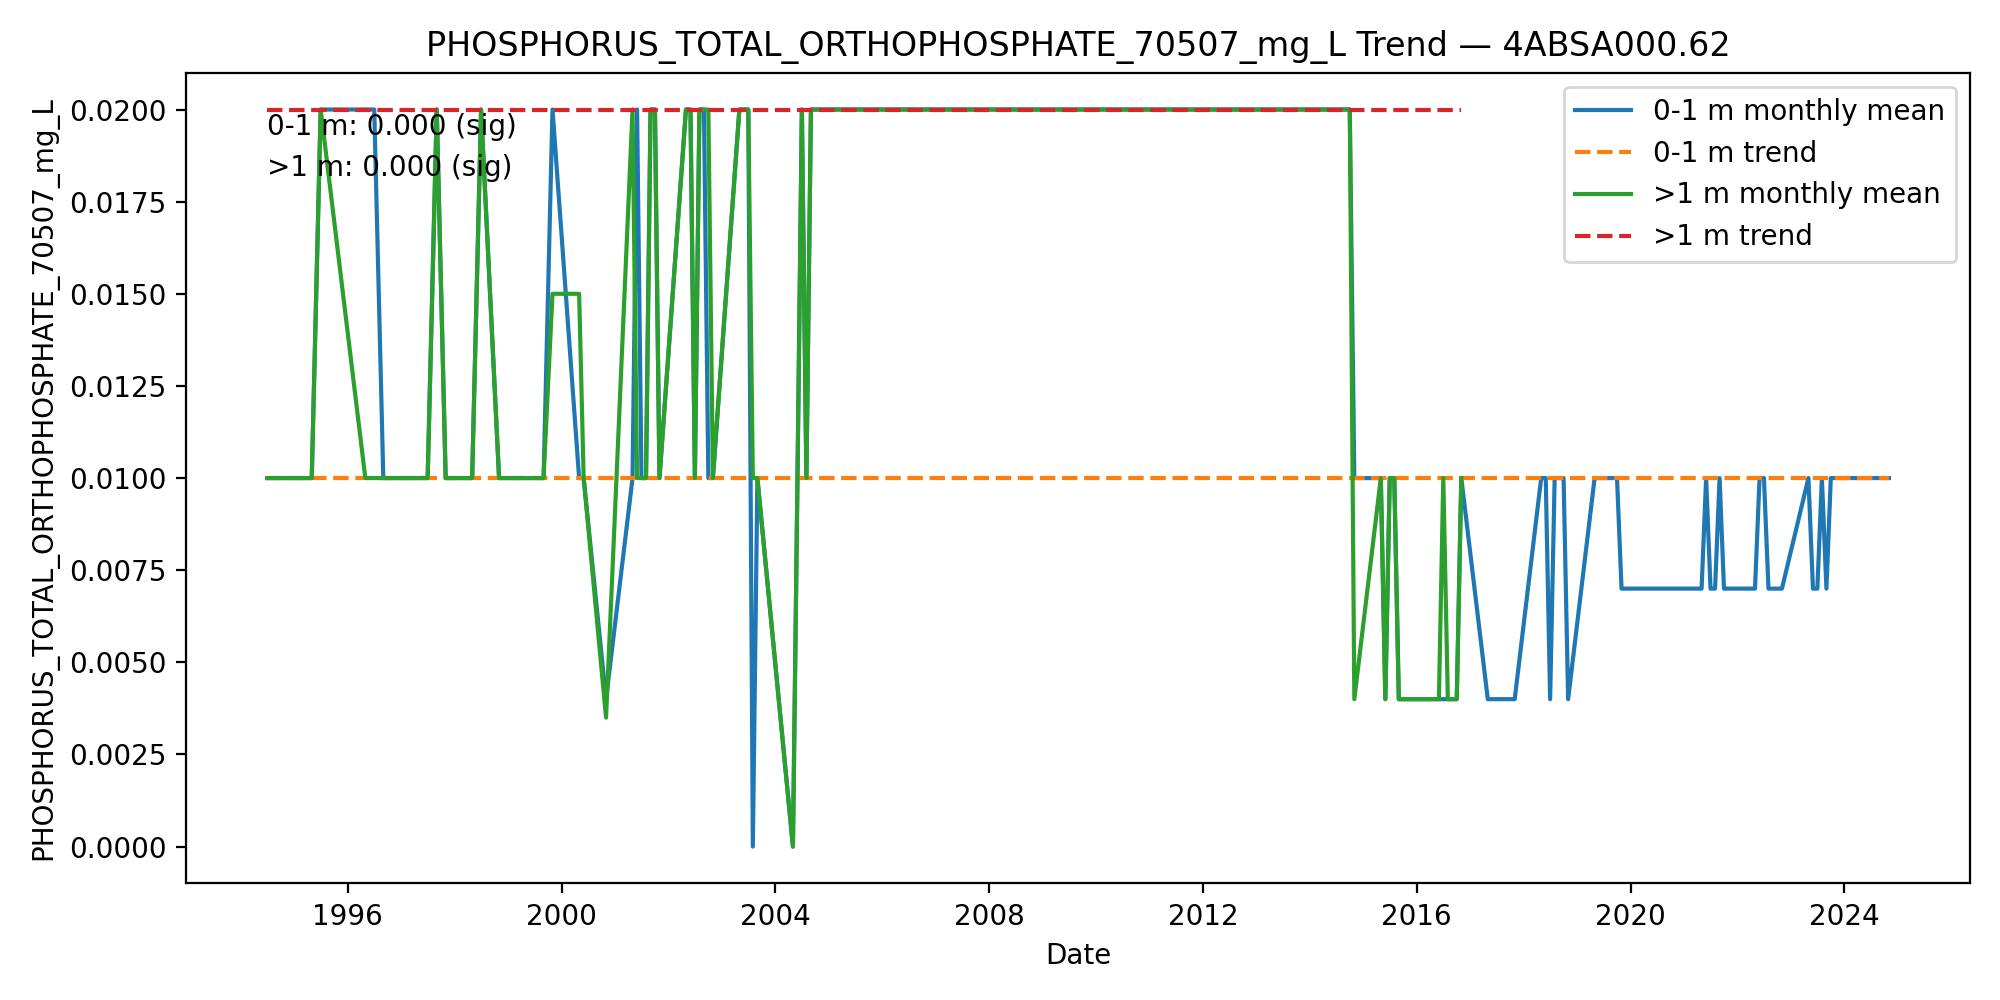 PHOSPHORUS_TOTAL_ORTHOPHOSPHATE_70507_mg_L Trend — 4ABSA000.62
PHOSPHORUS_TOTAL_ORTHOPHOSPHATE_70507_mg_L
0.0200
0.0175
0.0150
0.0125
0.0100
0.0075
0.0050
0.0025
0.0000
0-1 m: 0.000 (sig)
>1 m: 0.000 (sig)
0-1 m monthly mean
0-1 m trend
>1 m monthly mean
>1 m trend
1996
2000
2004
2008
2012
2016
2020
2024
Date